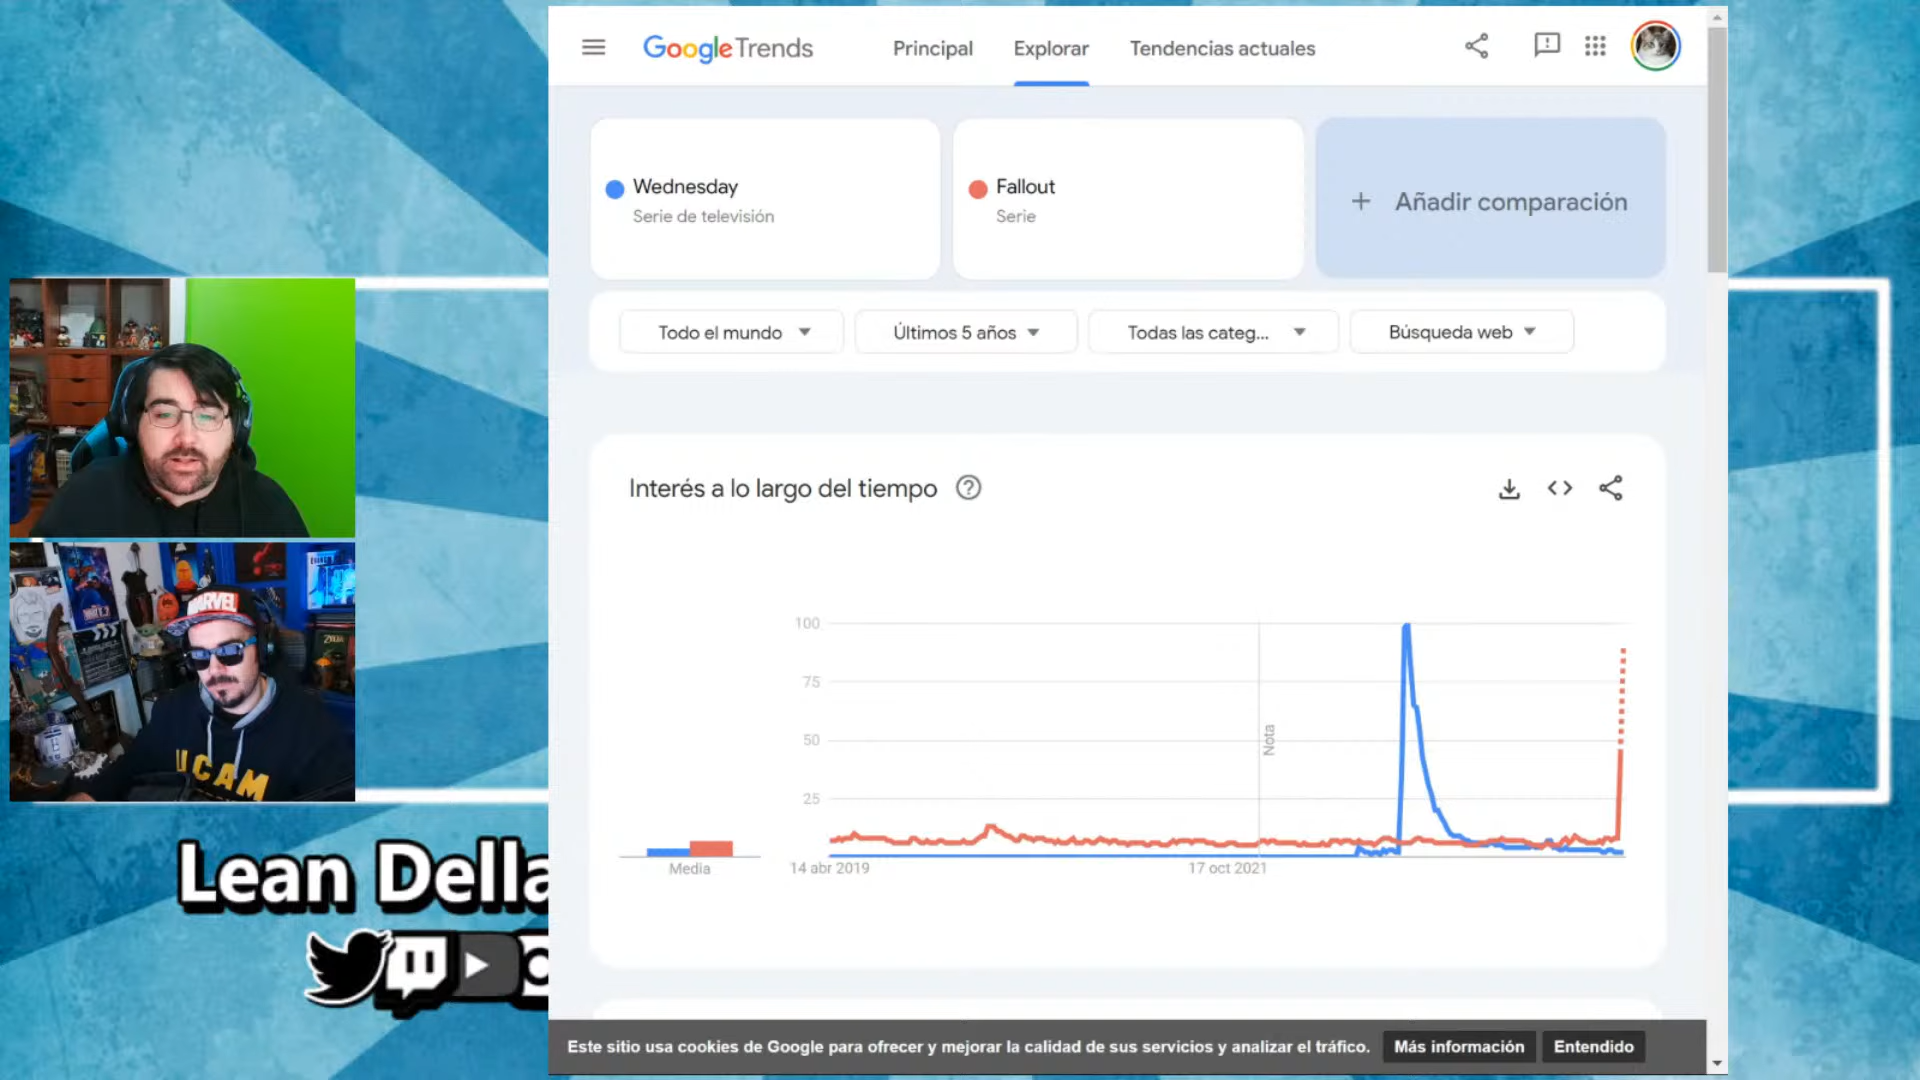 Google Trends
Principal
Explorar
Tendencias actuales
Wednesday
Serie de televisión
Fallout
Serie
+ Añadir comparación
Todo el mundo
Últimos 5 años
Todas las categ...
Búsqueda web
Interés a lo largo del tiempo
100
75
50
25
Nota
Media
14 abr 2019
17 oct 2021
MARVEL
UCAM
ZELDA
Lean Della
Este sitio usa cookies de Google para ofrecer y mejorar la calidad de sus servicios y analizar el tráfico.
Más información
Entendido